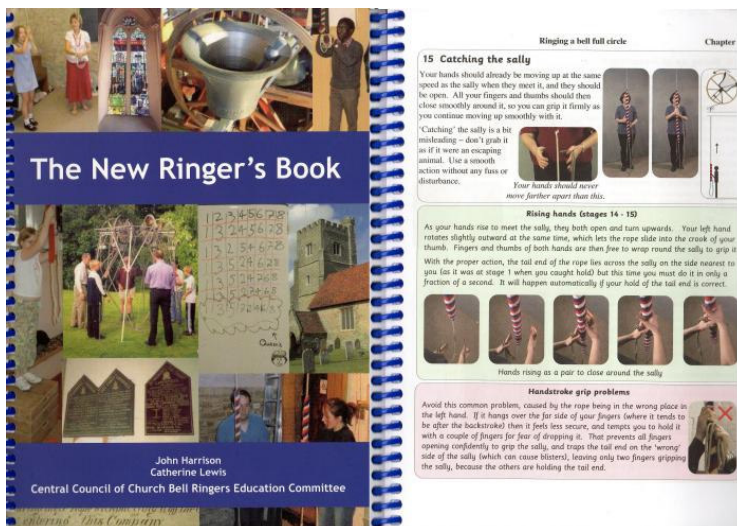 The New Ringer's Book
1 2 3 4 5 6 7 8
Queens
John Harrison
Catherine Lewis
Central Council of Church Bell Ringers Education Committee
Ringing a bell full circle
Chapter
15 Catching the sally
Your hands should already be moving up at the same
speed as the sally when they meet it, and they should
be open. All your fingers and thumbs should then
close smoothly around it, so you can grip it firmly as
you continue moving up smoothly with it.
'Catching' the sally is a bit
misleading – don't grab it
as if it were an escaping
animal. Use a smooth
action without any fuss or
disturbance.
Your hands should never
move farther apart than this.
Rising hands (stages 14 - 15)
As your hands rise to meet the sally, they both open and turn upwards. Your left hand
rotates slightly outward at the same time, which lets the rope slide into the crook of your
thumb. Fingers and thumbs of both hands are then free to wrap round the sally to grip it
With the proper action, the tail end of the rope lies across the sally on the side nearest to
you (as it was at stage 1 when you caught hold) but this time you must do it in only a
fraction of a second. It will happen automatically if your hold of the tail end is correct.
Hands rising as a pair to close around the sally
Handstroke grip problems
Avoid this common problem, caused by the rope being in the wrong place in
the left hand. If it hangs over the far side of your fingers (where it tends to
be after the backstroke) then it feels less secure, and tempts you to hold it
with a couple of fingers for fear of dropping it. That prevents all fingers
opening confidently to grip the sally, and traps the tail end on the 'wrong'
side of the sally (which can cause blisters), leaving only two fingers gripping
the sally, because the others are holding the tail end.